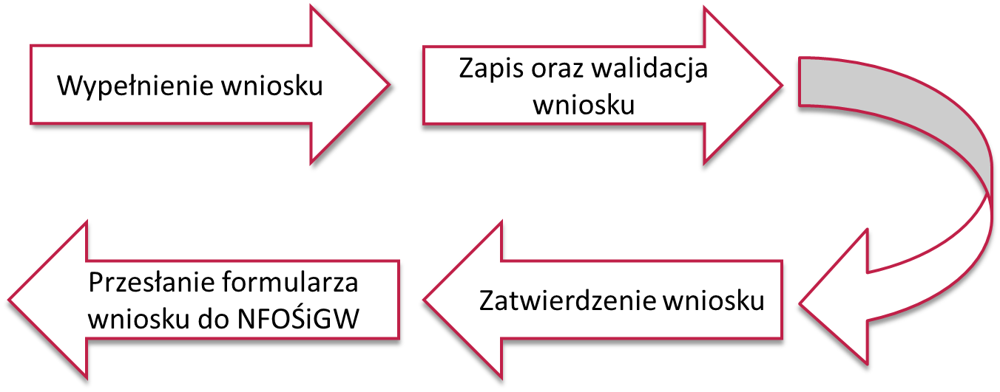 Wypełnienie wniosku
Zapis oraz walidacja
wniosku
Zatwierdzenie wniosku
Przesłanie formularza
wniosku do NFOŚiGW